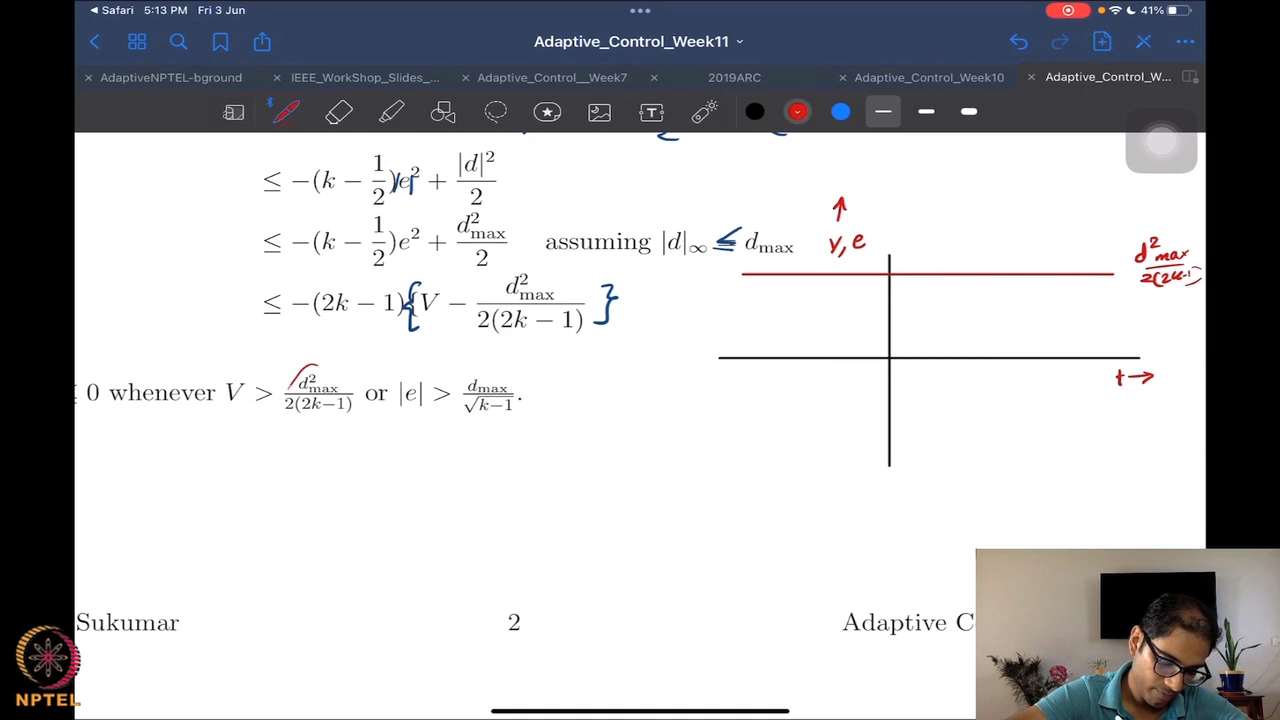 Safari 5:13 PM Fri 3 Jun 41%
Adaptive_Control_Week11
AdaptiveNPTEL-bground IEEE_WorkShop_Slides_... Adaptive_Control__Week7 2019ARC Adaptive_Control_Week10 Adaptive_Control_W...
≤ −(k − 1/2)|e|² + |d|²/2
≤ −(k − 1/2)e² + d²max/2 assuming |d|∞ ≤ dmax
≤ −(2k − 1){V − d²max/2(2k − 1)}
0 whenever V > d²max/2(2k−1) or |e| > dmax/√k−1.
V, e
d²max/2(2k-1)
t→
Sukumar 2 Adaptive C
NPTEL